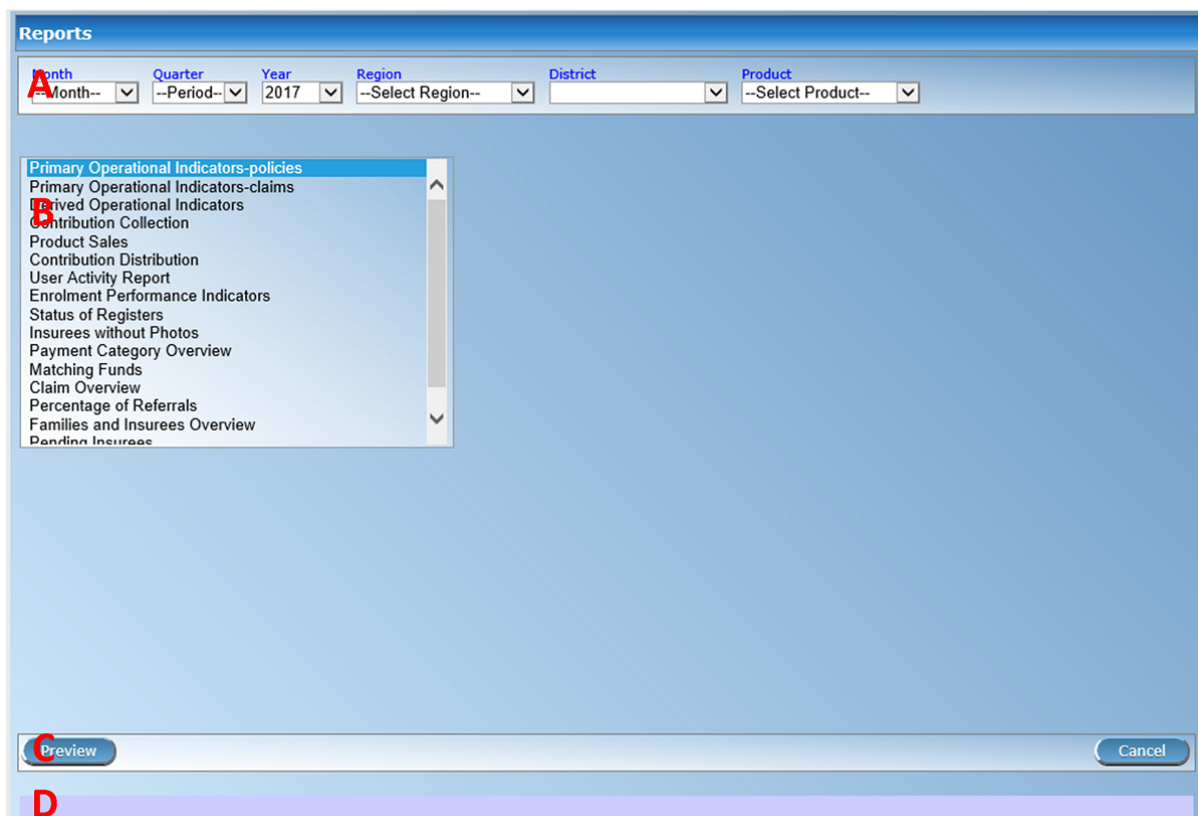 Reports
Month Quarter Year Region District Product
A
--Month-- --Period-- 2017 --Select Region-- --Select Product--
Primary Operational Indicators-policies
Primary Operational Indicators-claims
Derived Operational Indicators
B
Contribution Collection
Product Sales
Contribution Distribution
User Activity Report
Enrolment Performance Indicators
Status of Registers
Insurees without Photos
Payment Category Overview
Matching Funds
Claim Overview
Percentage of Referrals
Families and Insurees Overview
Pending Insurees
C
Preview Cancel
D